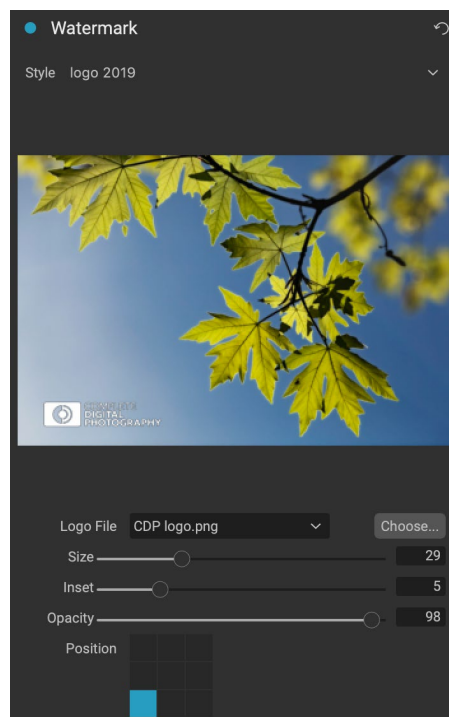 Watermark
Style logo 2019
COMPLETE
DIGITAL
PHOTOGRAPHY
Logo File CDP logo.png Choose...
Size 29
Inset 5
Opacity 98
Position